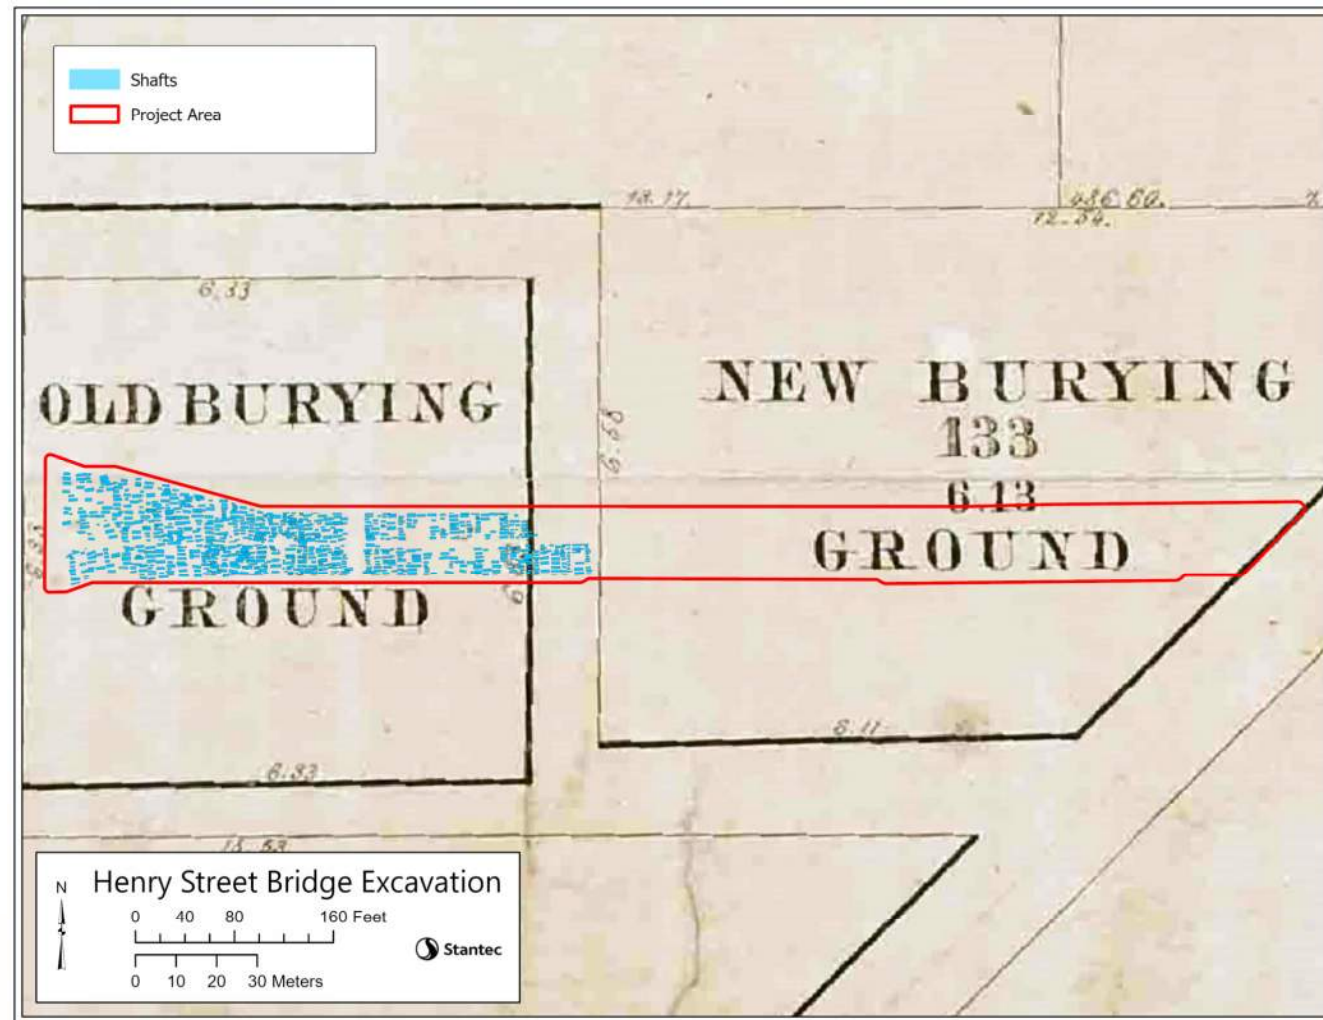 Shafts
Project Area
13.17.
436 60.
12.54.
6.33
OLD BURYING
NEW BURYING
133
6.58
6.13
GROUND
GROUND
6.11
6.33
13.53
Henry Street Bridge Excavation
N
0 40 80 160 Feet
Stantec
0 10 20 30 Meters